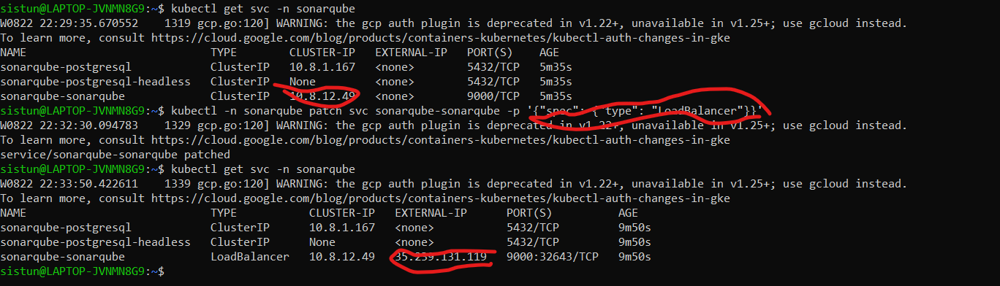 sistun@LAPTOP-JVNMN8G9:~$ kubectl get svc -n sonarqube
W0822 22:29:35.670552    1319 gcp.go:120] WARNING: the gcp auth plugin is deprecated in v1.22+, unavailable in v1.25+; use gcloud instead.
To learn more, consult https://cloud.google.com/blog/products/containers-kubernetes/kubectl-auth-changes-in-gke
NAME                            TYPE        CLUSTER-IP    EXTERNAL-IP   PORT(S)    AGE
sonarqube-postgresql            ClusterIP   10.8.1.167    <none>        5432/TCP   5m35s
sonarqube-postgresql-headless   ClusterIP   None          <none>        5432/TCP   5m35s
sonarqube-sonarqube             ClusterIP   10.8.12.49    <none>        9000/TCP   5m35s
sistun@LAPTOP-JVNMN8G9:~$ kubectl -n sonarqube patch svc sonarqube-sonarqube -p '{"spec": { "type": "LoadBalancer"}}'
W0822 22:32:30.094783    1329 gcp.go:120] WARNING: the gcp auth plugin is deprecated in v1.22+, unavailable in v1.25+; use gcloud instead.
To learn more, consult https://cloud.google.com/blog/products/containers-kubernetes/kubectl-auth-changes-in-gke
service/sonarqube-sonarqube patched
sistun@LAPTOP-JVNMN8G9:~$ kubectl get svc -n sonarqube
W0822 22:33:50.422611    1339 gcp.go:120] WARNING: the gcp auth plugin is deprecated in v1.22+, unavailable in v1.25+; use gcloud instead.
To learn more, consult https://cloud.google.com/blog/products/containers-kubernetes/kubectl-auth-changes-in-gke
NAME                            TYPE           CLUSTER-IP   EXTERNAL-IP      PORT(S)          AGE
sonarqube-postgresql            ClusterIP      10.8.1.167   <none>           5432/TCP         9m50s
sonarqube-postgresql-headless   ClusterIP      None         <none>           5432/TCP         9m50s
sonarqube-sonarqube             LoadBalancer   10.8.12.49   35.239.131.119   9000:32643/TCP   9m50s
sistun@LAPTOP-JVNMN8G9:~$